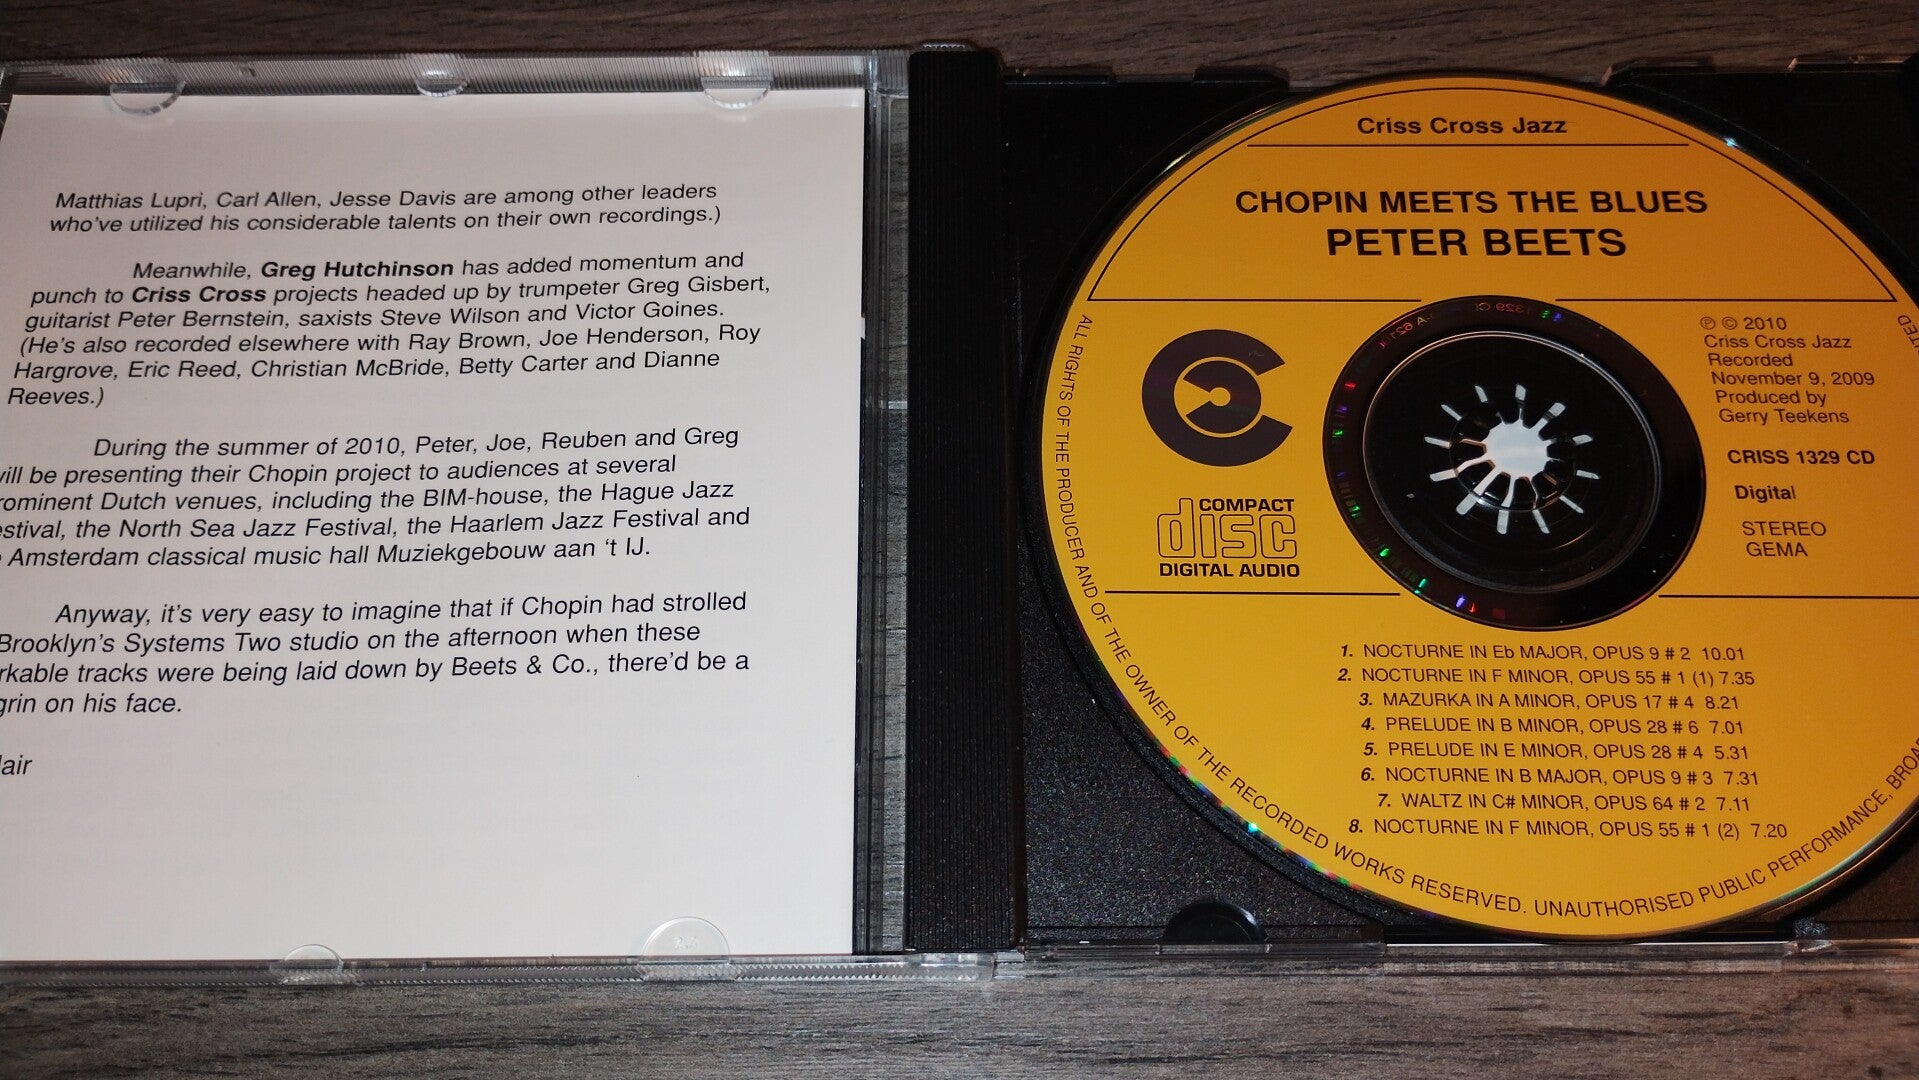 Matthias Lupri, Carl Allen, Jesse Davis are among other leaders
who've utilized his considerable talents on their own recordings.)
Meanwhile, Greg Hutchinson has added momentum and
punch to Criss Cross projects headed up by trumpeter Greg Gisbert,
guitarist Peter Bernstein, saxists Steve Wilson and Victor Goines.
(He's also recorded elsewhere with Ray Brown, Joe Henderson, Roy
Hargrove, Eric Reed, Christian McBride, Betty Carter and Dianne
Reeves.)
During the summer of 2010, Peter, Joe, Reuben and Greg
will be presenting their Chopin project to audiences at several
rominent Dutch venues, including the BIM-house, the Hague Jazz
estival, the North Sea Jazz Festival, the Haarlem Jazz Festival and
Amsterdam classical music hall Muziekgebouw aan 't IJ.
Anyway, it's very easy to imagine that if Chopin had strolled
Brooklyn's Systems Two studio on the afternoon when these
rkable tracks were being laid down by Beets & Co., there'd be a
grin on his face.
lair
Criss Cross Jazz
CHOPIN MEETS THE BLUES
PETER BEETS
℗ © 2010
Criss Cross Jazz
Recorded
November 9, 2009
Produced by
Gerry Teekens
CRISS 1329 CD
Digital
STEREO
GEMA
COMPACT
disc
DIGITAL AUDIO
1. NOCTURNE IN Eb MAJOR, OPUS 9 # 2 10.01
2. NOCTURNE IN F MINOR, OPUS 55 # 1 (1) 7.35
3. MAZURKA IN A MINOR, OPUS 17 # 4 8.21
4. PRELUDE IN B MINOR, OPUS 28 # 6 7.01
5. PRELUDE IN E MINOR, OPUS 28 # 4 5.31
6. NOCTURNE IN B MAJOR, OPUS 9 # 3 7.31
7. WALTZ IN C# MINOR, OPUS 64 # 2 7.11
8. NOCTURNE IN F MINOR, OPUS 55 # 1 (2) 7.20
ALL RIGHTS OF THE PRODUCER AND OF THE OWNER OF THE RECORDED WORKS RESERVED. UNAUTHORISED PUBLIC PERFORMANCE, BROA